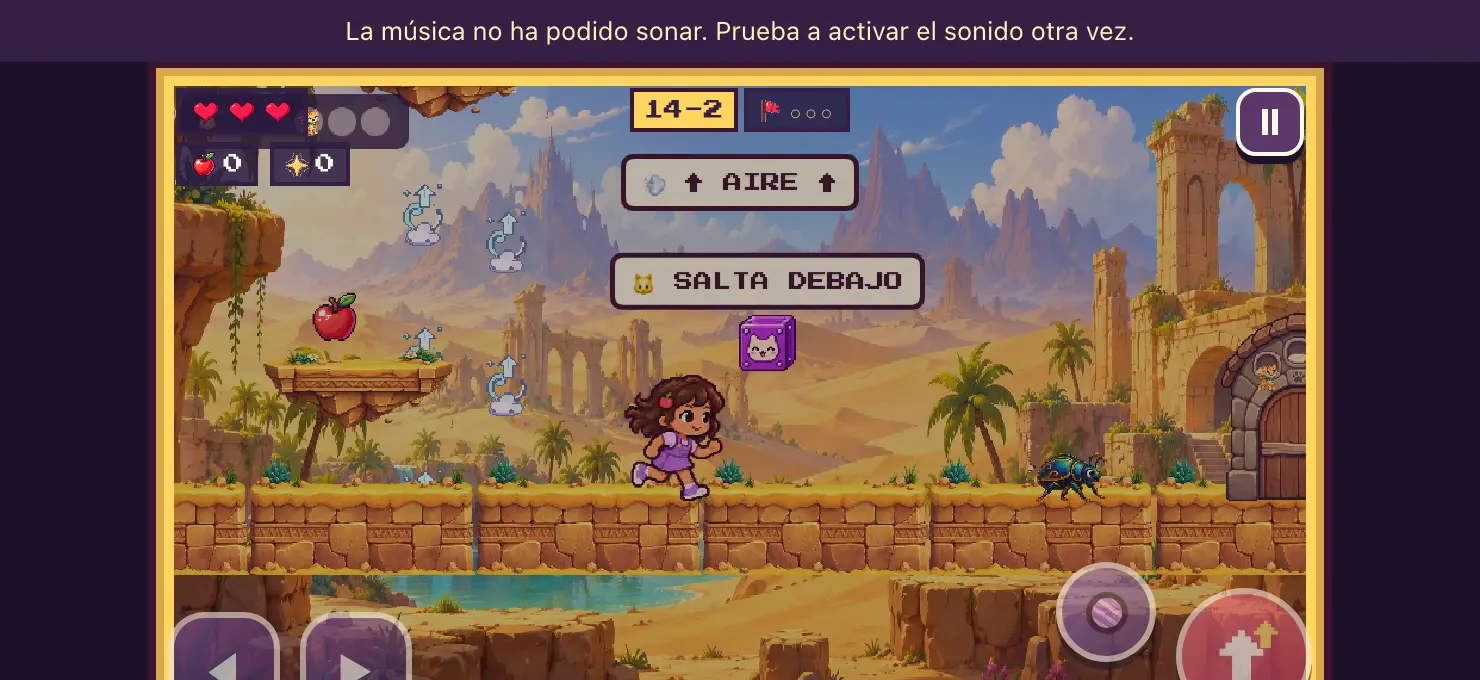 La música no ha podido sonar. Prueba a activar el sonido otra vez.
14-2
0 0
AIRE
SALTA DEBAJO